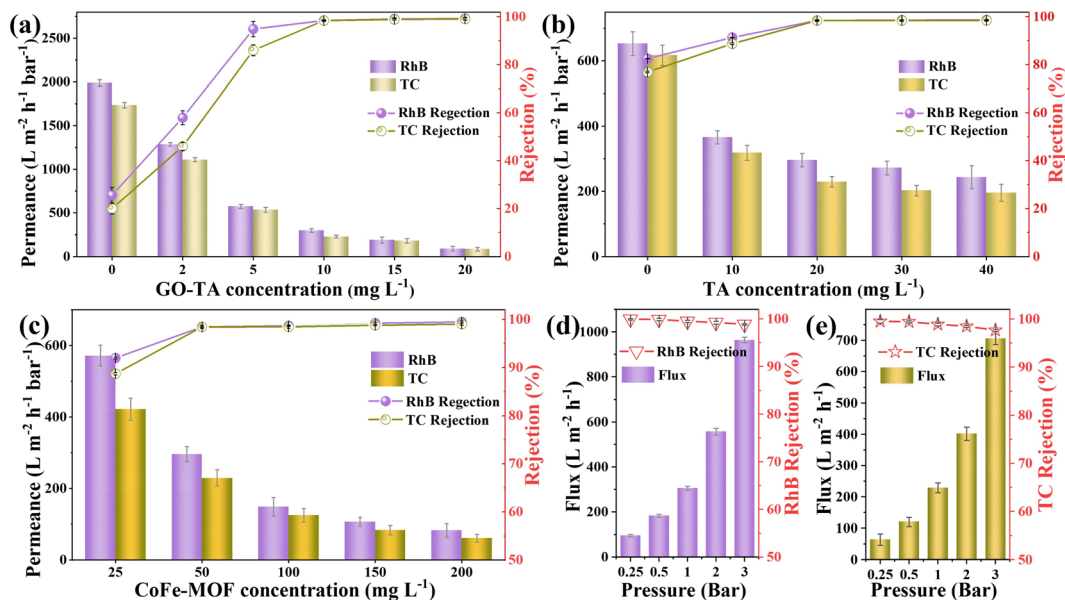 (a)
2500
2000
1500
1000
500
0
Permeance (L m⁻² h⁻¹ bar⁻¹)
RhB
TC
RhB Regection
TC Rejection
100
80
60
40
20
0
Rejection (%)
0 2 5 10 15 20
GO-TA concentration (mg L⁻¹)
(b)
600
400
200
0
Permeance (L m⁻² h⁻¹ bar⁻¹)
RhB
TC
RhB Rejection
TC Rejection
100
80
60
40
20
0
Rejection (%)
0 10 20 30 40
TA concentration (mg L⁻¹)
(c)
600
400
200
0
Permeance (L m⁻² h⁻¹ bar⁻¹)
RhB
TC
RhB Regection
TC Rejection
100
90
80
70
60
50
Rejection (%)
25 50 100 150 200
CoFe-MOF concentration (mg L⁻¹)
(d)
1000
900
800
600
400
300
200
100
0
Flux (L m⁻² h⁻¹)
RhB Rejection
Flux
100
90
80
70
60
50
RhB Rejection (%)
0.25 0.5 1 2 3
Pressure (Bar)
(e)
700
600
500
400
300
200
100
0
Flux (L m⁻² h⁻¹)
TC Rejection
Flux
100
90
80
70
60
50
TC Rejection (%)
0.25 0.5 1 2 3
Pressure (Bar)